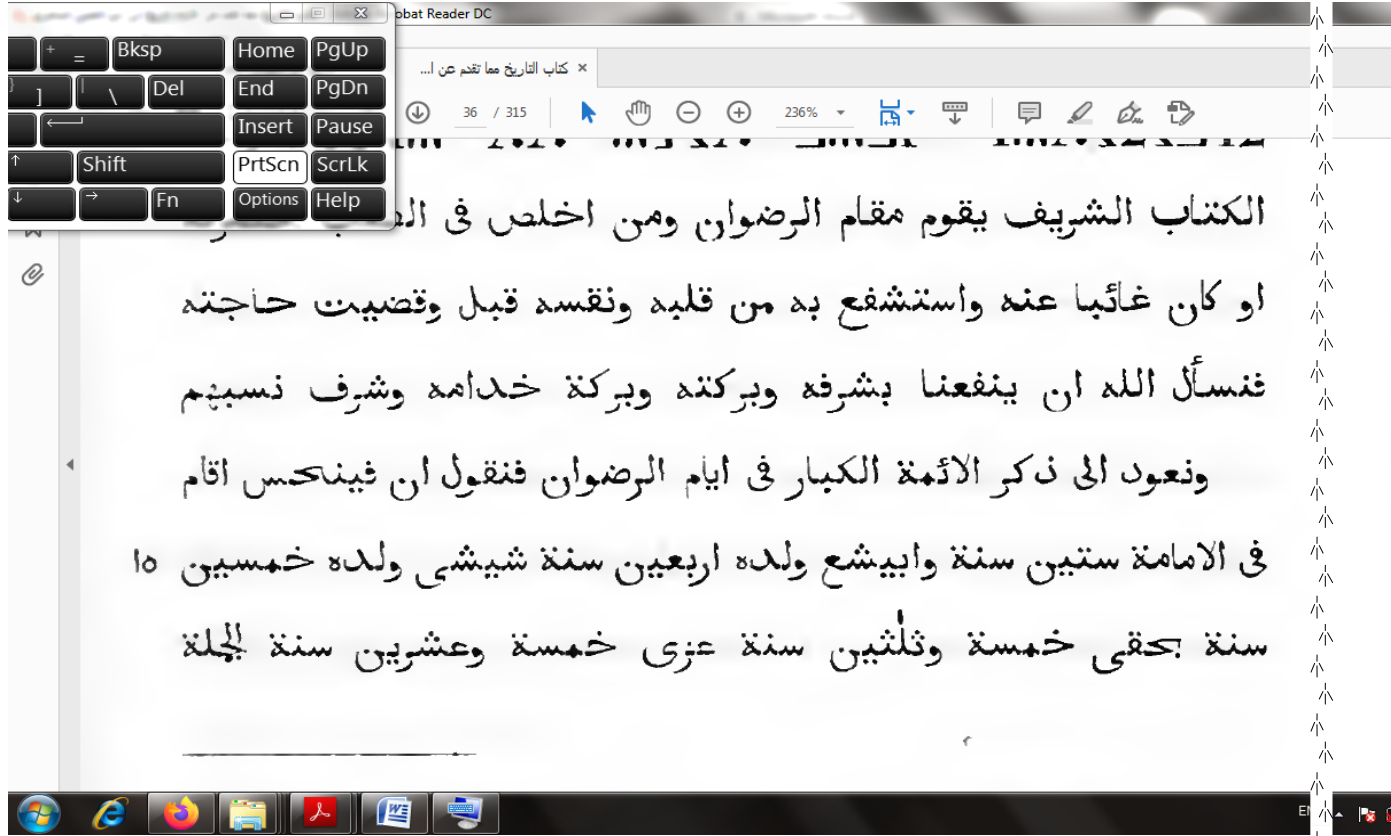 obat Reader DC
+ = Bksp Home PgUp
} ] | \ Del End PgDn
Insert Pause
Shift PrtScn ScrLk
Fn Options Help
كتاب التاريخ مما تقدم عن ا...
36 / 315 236%
الكتاب الشريف يقوم مقام الرضوان ومن اخلص فى
او كان غائبا عنه واستشفع به من قلبه ونقسه قبل وقضيت حاجته
فنسأل الله ان ينفعنا بشرفه وبركته وبركة خدامه وشرف نسبهم
ونعود الى ذكر الائمة الكبار فى ايام الرضوان فنقول ان فينحس اقام
فى الامامة ستين سنة وابيشع ولده اربعين سنة شيشى ولده خمسين ١٥
سنة بحقى خمسة وثلثين سنة عزى خمسة وعشرين سنة الجملة